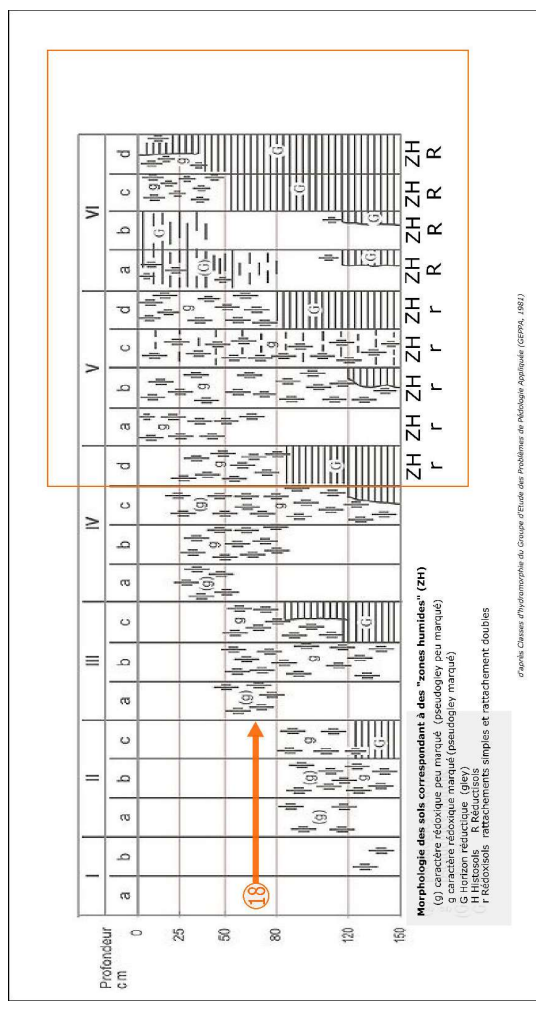 I II III IV V VI
a b a b c a b c a b c d a b c d a b c d
Profondeur
cm
0
g G g
25
(g) (g) g g (G) g
g g
50
18 (g) g
80
g g G
(g) (g) g g G G G
120
g G G G G
150
ZH ZH ZH ZH ZH ZH ZH ZH ZH
r r r r r R R R R
Morphologie des sols correspondant à des "zones humides" (ZH)
(g) caractère rédoxique peu marqué (pseudogley peu marqué)
g caractère rédoxique marqué (pseudogley marqué)
G Horizon réductique (gley)
H Histosols R Réductisols
r Rédoxisols rattachements simples et rattachement doubles
d'après Classes d'hydromorphie du Groupe d'Etude des Problèmes de Pédologie Appliquée (GEPPA, 1981)